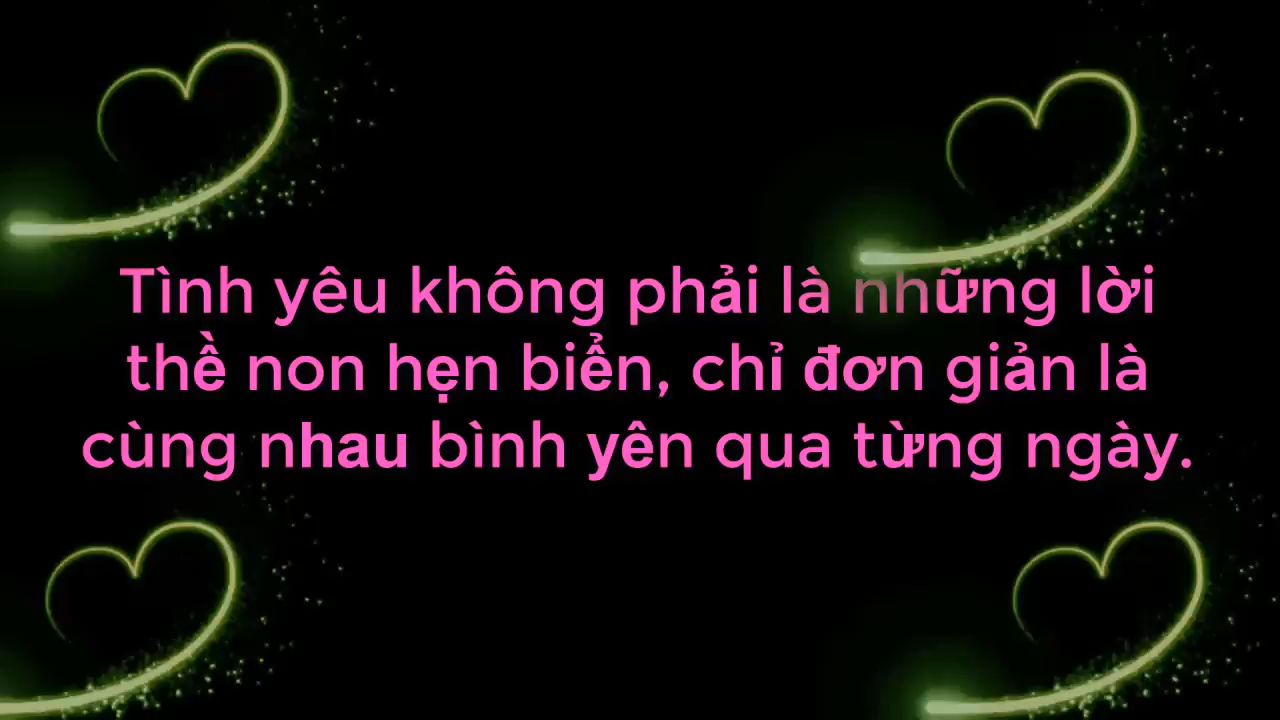 Tình yêu không phải là những lời
thề non hẹn biển, chỉ đơn giản là
cùng nhau bình yên qua từng ngày.